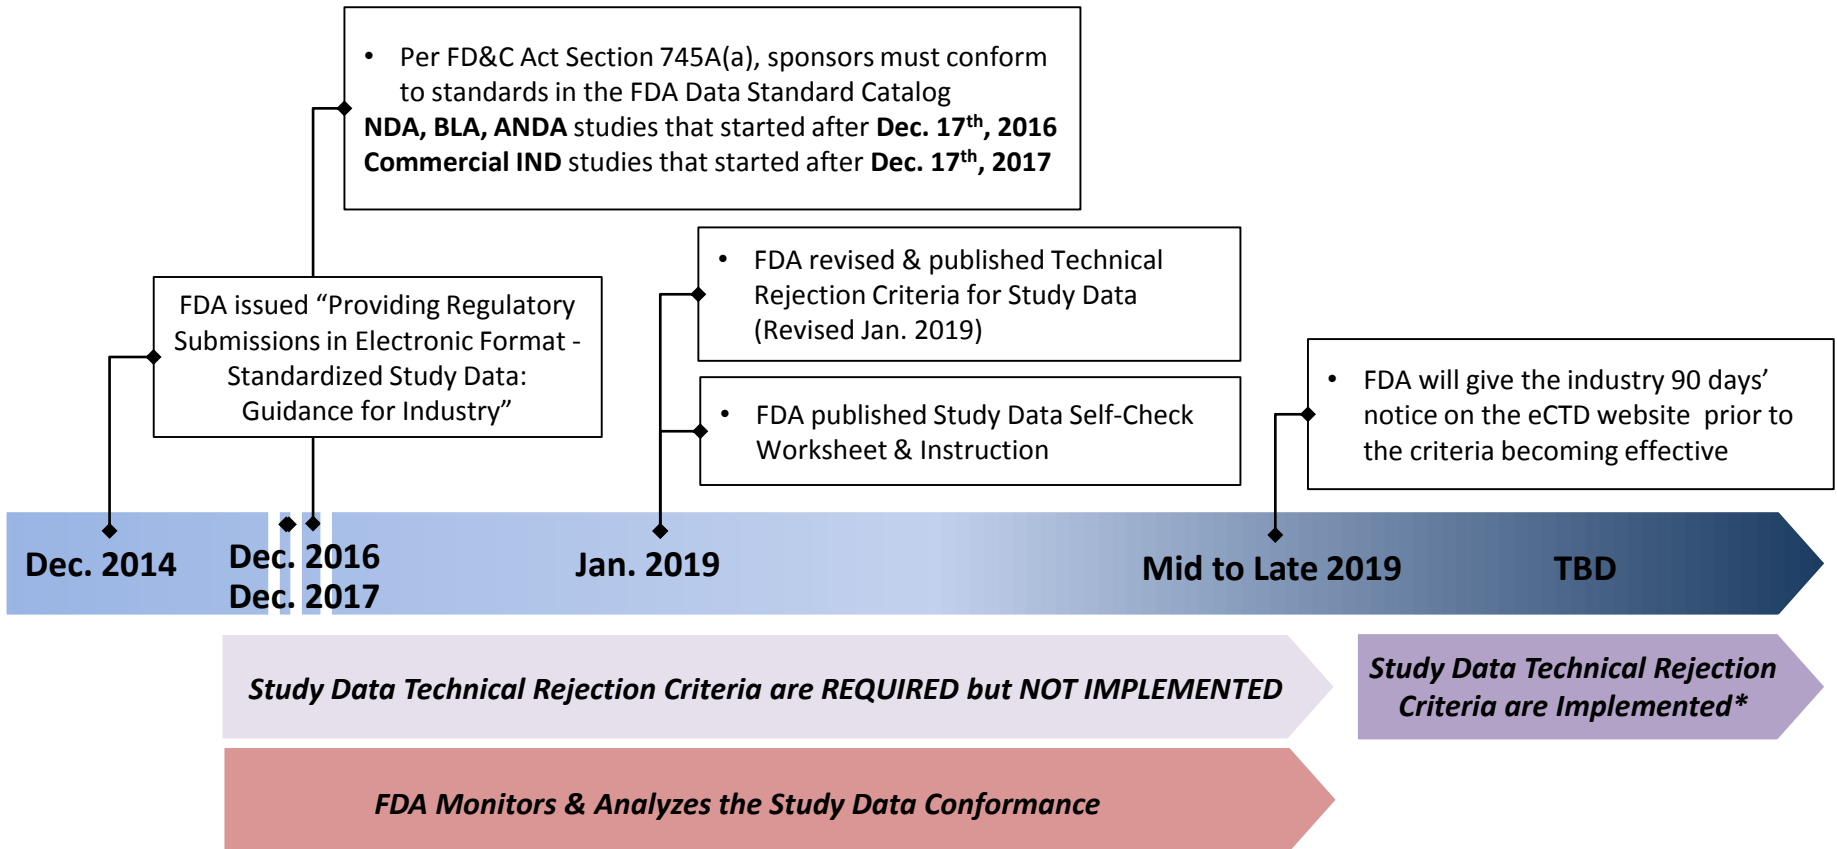 • Per FD&C Act Section 745A(a), sponsors must conform
to standards in the FDA Data Standard Catalog
NDA, BLA, ANDA studies that started after Dec. 17th, 2016
Commercial IND studies that started after Dec. 17th, 2017
FDA issued “Providing Regulatory
Submissions in Electronic Format -
Standardized Study Data:
Guidance for Industry”
• FDA revised & published Technical
Rejection Criteria for Study Data
(Revised Jan. 2019)
• FDA published Study Data Self-Check
Worksheet & Instruction
• FDA will give the industry 90 days’
notice on the eCTD website prior to
the criteria becoming effective
Dec. 2014
Dec. 2016
Dec. 2017
Jan. 2019
Mid to Late 2019
TBD
Study Data Technical Rejection Criteria are REQUIRED but NOT IMPLEMENTED
Study Data Technical Rejection
Criteria are Implemented*
FDA Monitors & Analyzes the Study Data Conformance